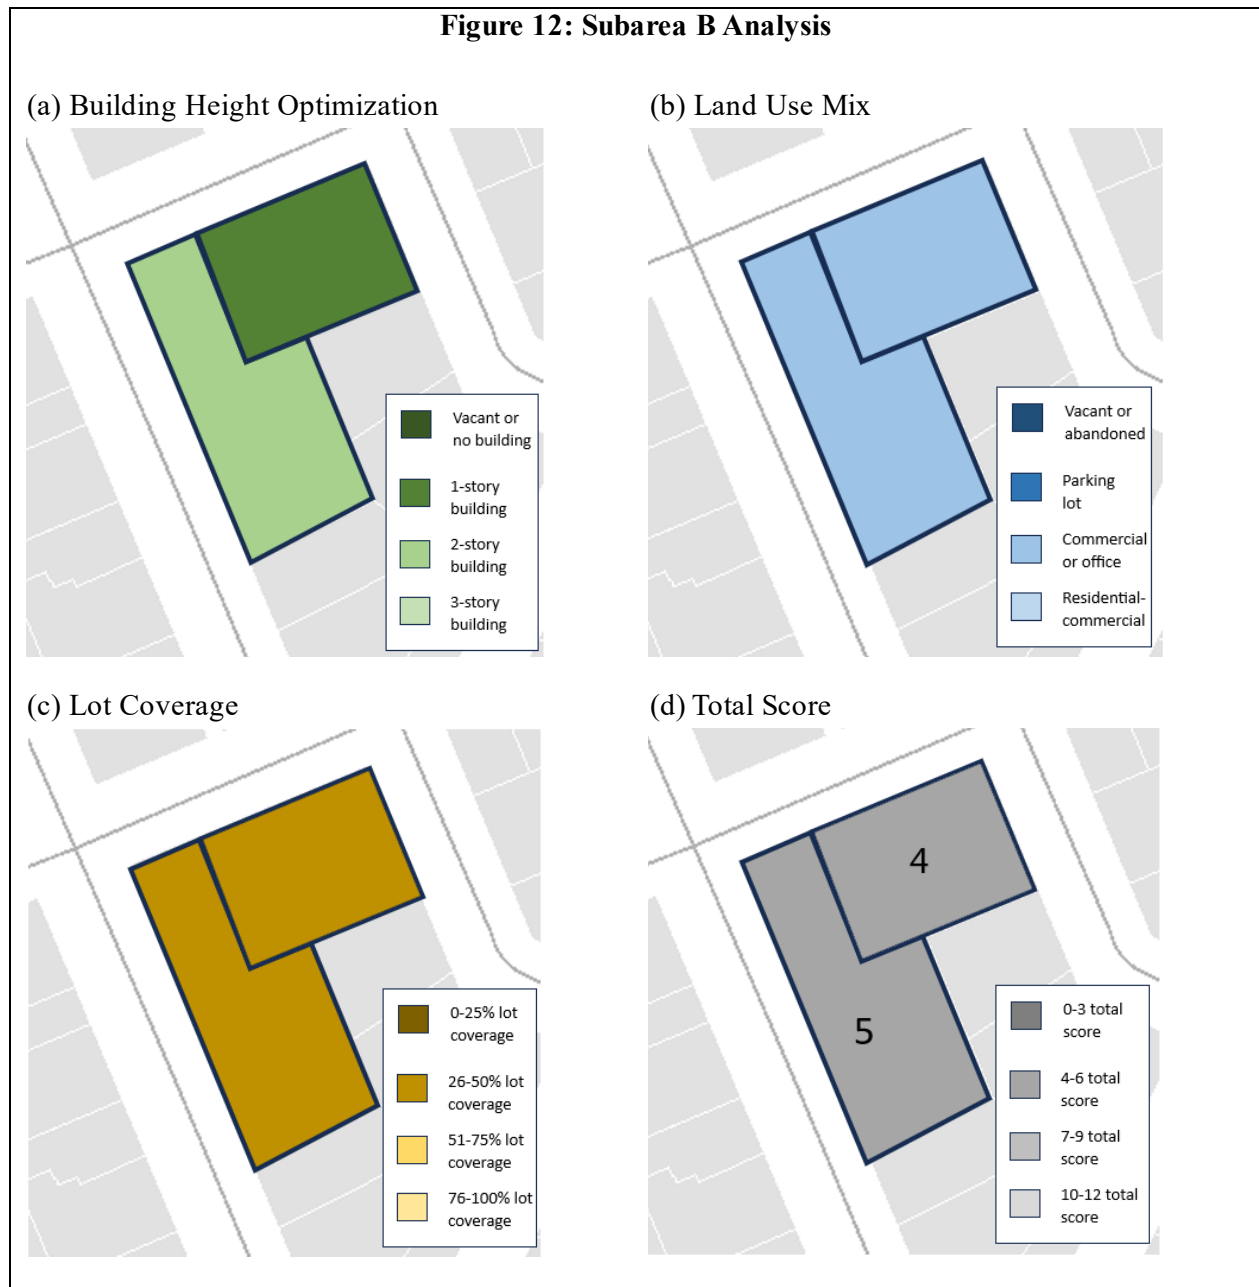 Figure 12: Subarea B Analysis
(a) Building Height Optimization
Vacant or
no building
1-story
building
2-story
building
3-story
building
(b) Land Use Mix
Vacant or
abandoned
Parking
lot
Commercial
or office
Residential-
commercial
(c) Lot Coverage
0-25% lot
coverage
26-50% lot
coverage
51-75% lot
coverage
76-100% lot
coverage
(d) Total Score
4
5
0-3 total
score
4-6 total
score
7-9 total
score
10-12 total
score